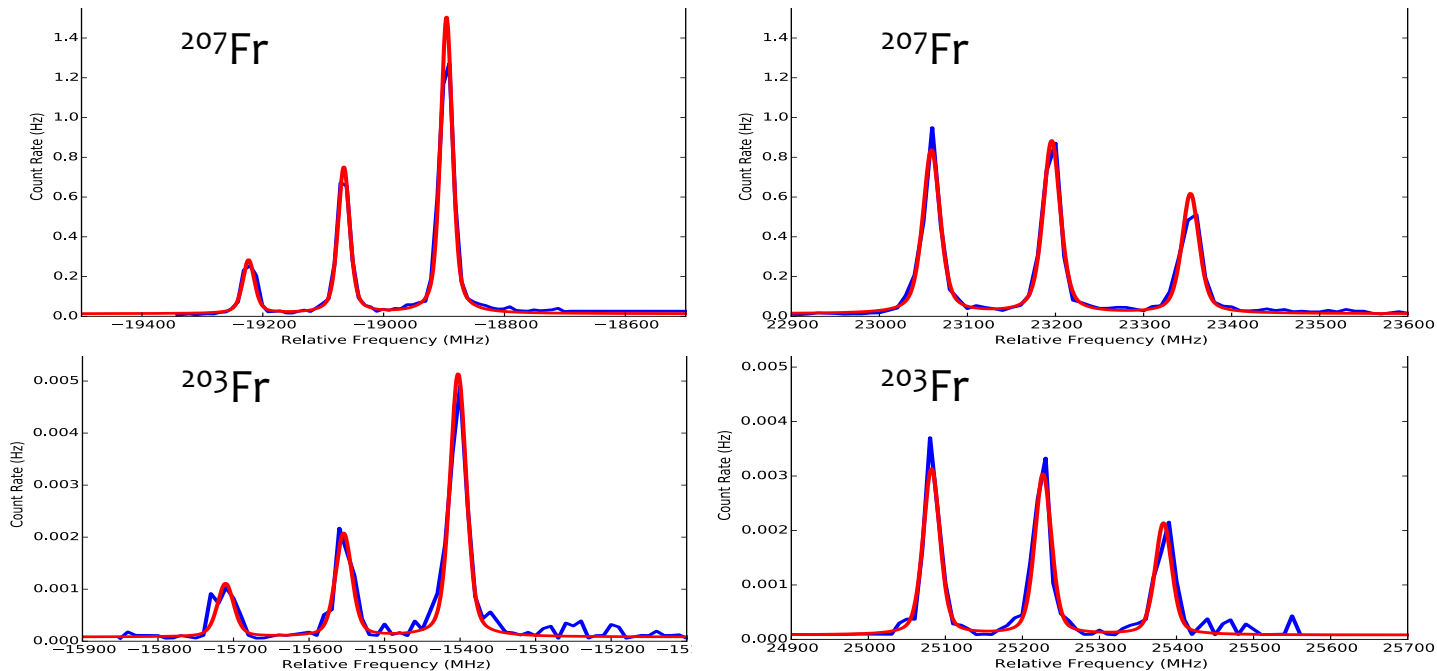 ²⁰⁷Fr
1.4
1.2
1.0
0.8
0.6
0.4
0.2
0.0
Count Rate (Hz)
−19400 −19200 −19000 −18800 −18600
Relative Frequency (MHz)
²⁰⁷Fr
1.4
1.2
1.0
0.8
0.6
0.4
0.2
0.0
Count Rate (Hz)
22900 23000 23100 23200 23300 23400 23500 23600
Relative Frequency (MHz)
²⁰³Fr
0.005
0.004
0.003
0.002
0.001
0.000
Count Rate (Hz)
−15900 −15800 −15700 −15600 −15500 −15400 −15300 −15200 −15
Relative Frequency (MHz)
²⁰³Fr
0.005
0.004
0.003
0.002
0.001
0.000
Count Rate (Hz)
24900 25000 25100 25200 25300 25400 25500 25600 25700
Relative Frequency (MHz)